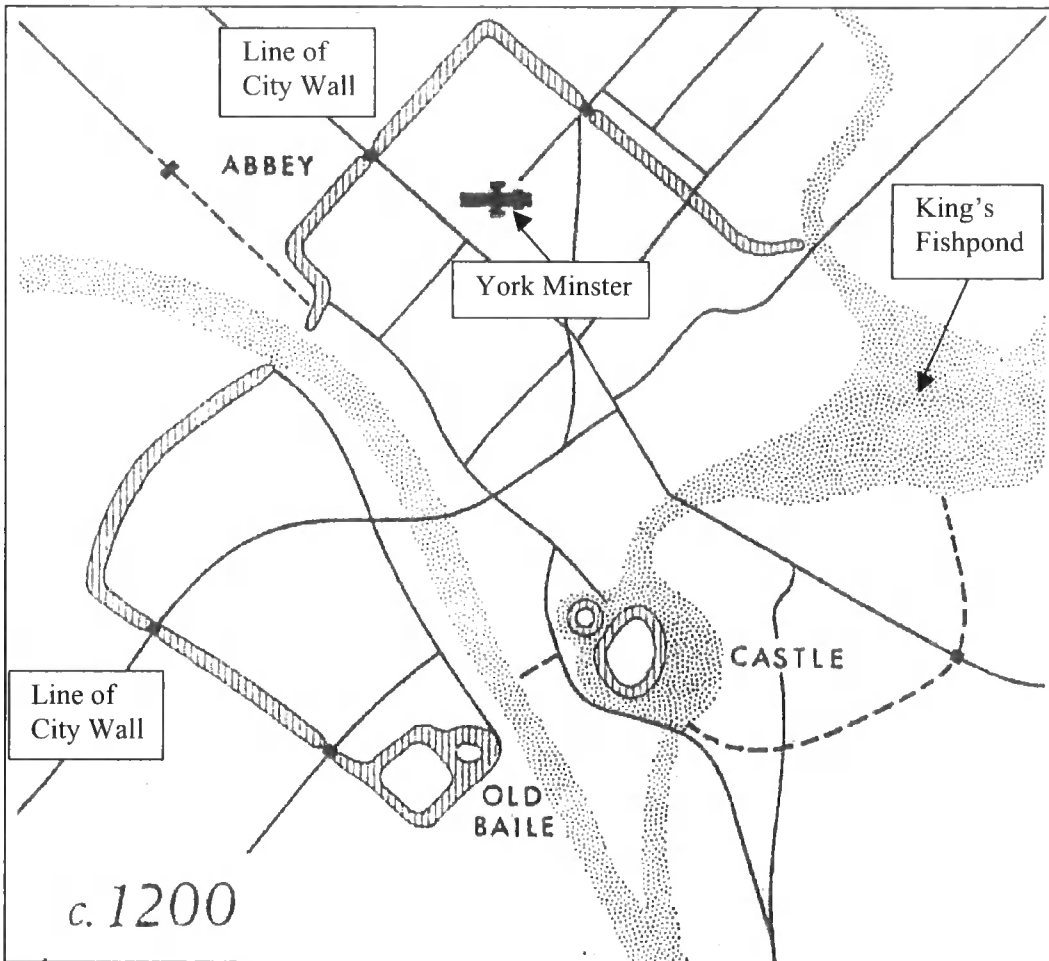 Line of
City Wall
ABBEY
King's
Fishpond
York Minster
CASTLE
Line of
City Wall
OLD
BAILE
c. 1200